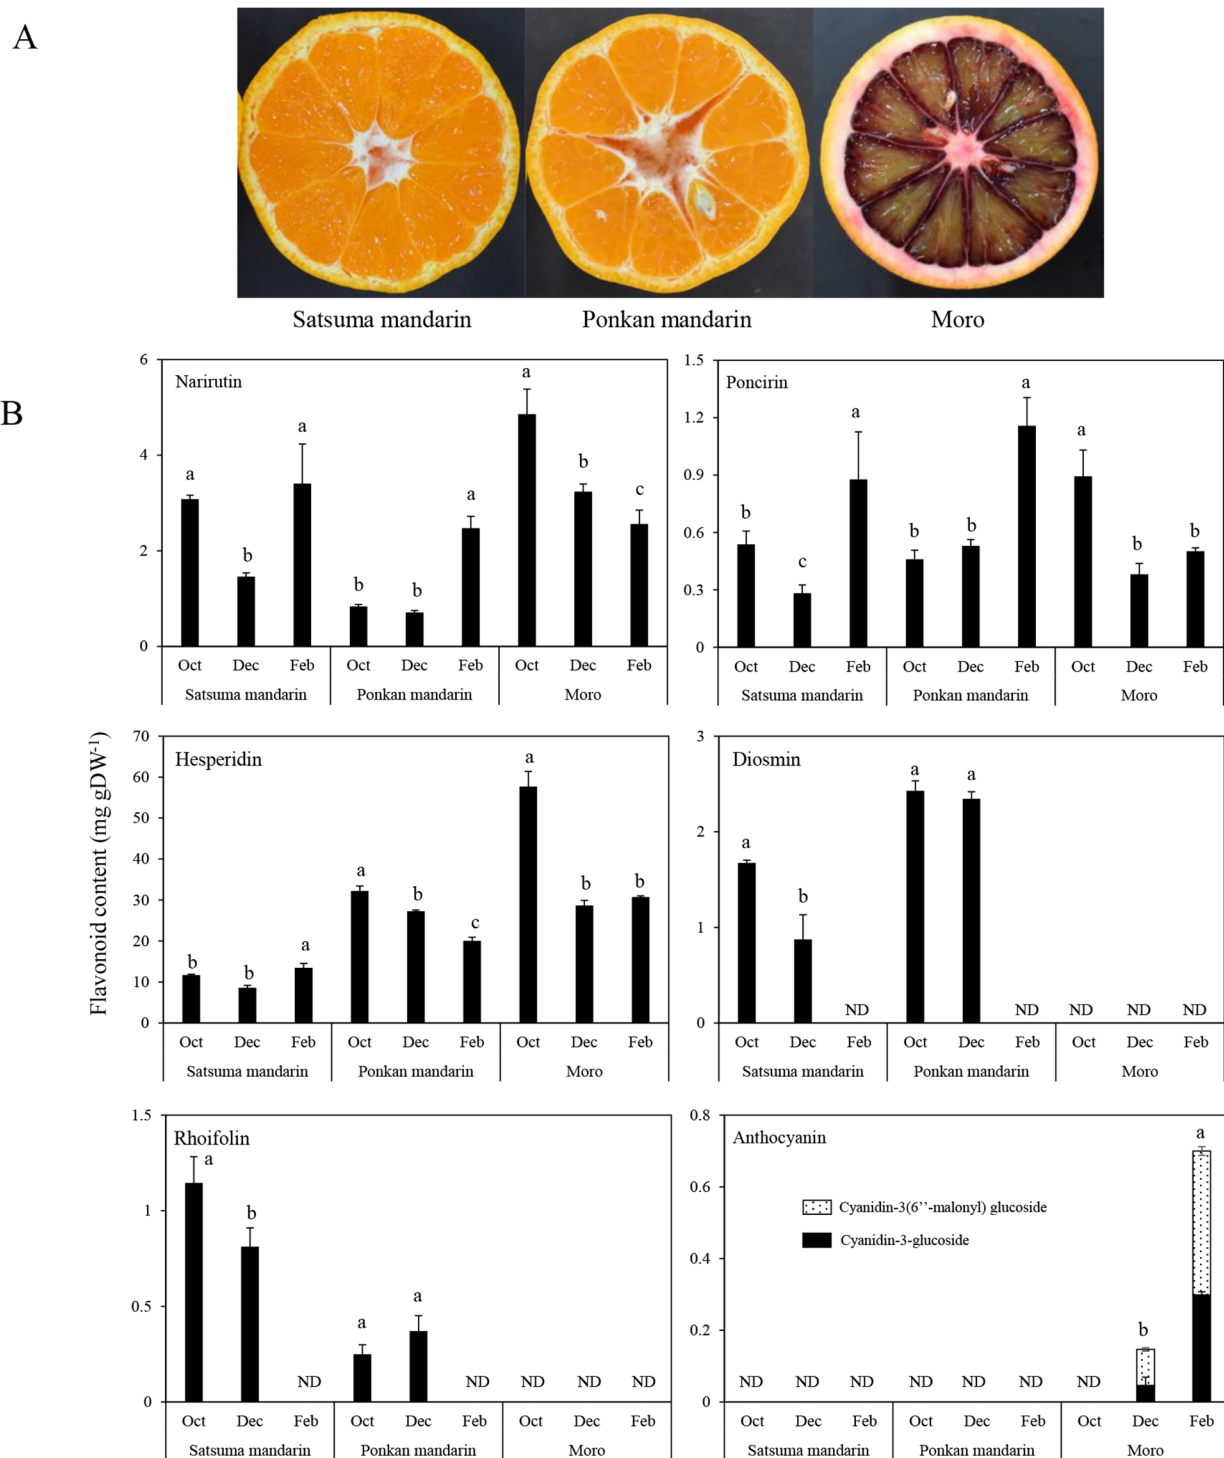 A
Satsuma mandarin Ponkan mandarin Moro
B
Flavonoid content (mg gDW⁻¹)
Narirutin
6
4
2
0
a
b
a
b
b
a
a
b
c
Oct Dec Feb Oct Dec Feb Oct Dec Feb
Satsuma mandarin Ponkan mandarin Moro
Poncirin
1.5
1.2
0.9
0.6
0.3
0
b
c
a
b
b
a
a
b
b
Oct Dec Feb Oct Dec Feb Oct Dec Feb
Satsuma mandarin Ponkan mandarin Moro
Hesperidin
70
60
50
40
30
20
10
0
b
b
a
a
b
c
a
b
b
Oct Dec Feb Oct Dec Feb Oct Dec Feb
Satsuma mandarin Ponkan mandarin Moro
Diosmin
3
2
1
0
a
b
ND
a
a
ND ND ND ND
Oct Dec Feb Oct Dec Feb Oct Dec Feb
Satsuma mandarin Ponkan mandarin Moro
Rhoifolin
1.5
1
0.5
0
a
b
ND
a
a
ND ND ND ND
Oct Dec Feb Oct Dec Feb Oct Dec Feb
Satsuma mandarin Ponkan mandarin Moro
Anthocyanin
0.8
0.6
0.4
0.2
0
Cyanidin-3(6’’-malonyl) glucoside
Cyanidin-3-glucoside
ND ND ND ND ND ND ND
b
a
Oct Dec Feb Oct Dec Feb Oct Dec Feb
Satsuma mandarin Ponkan mandarin Moro